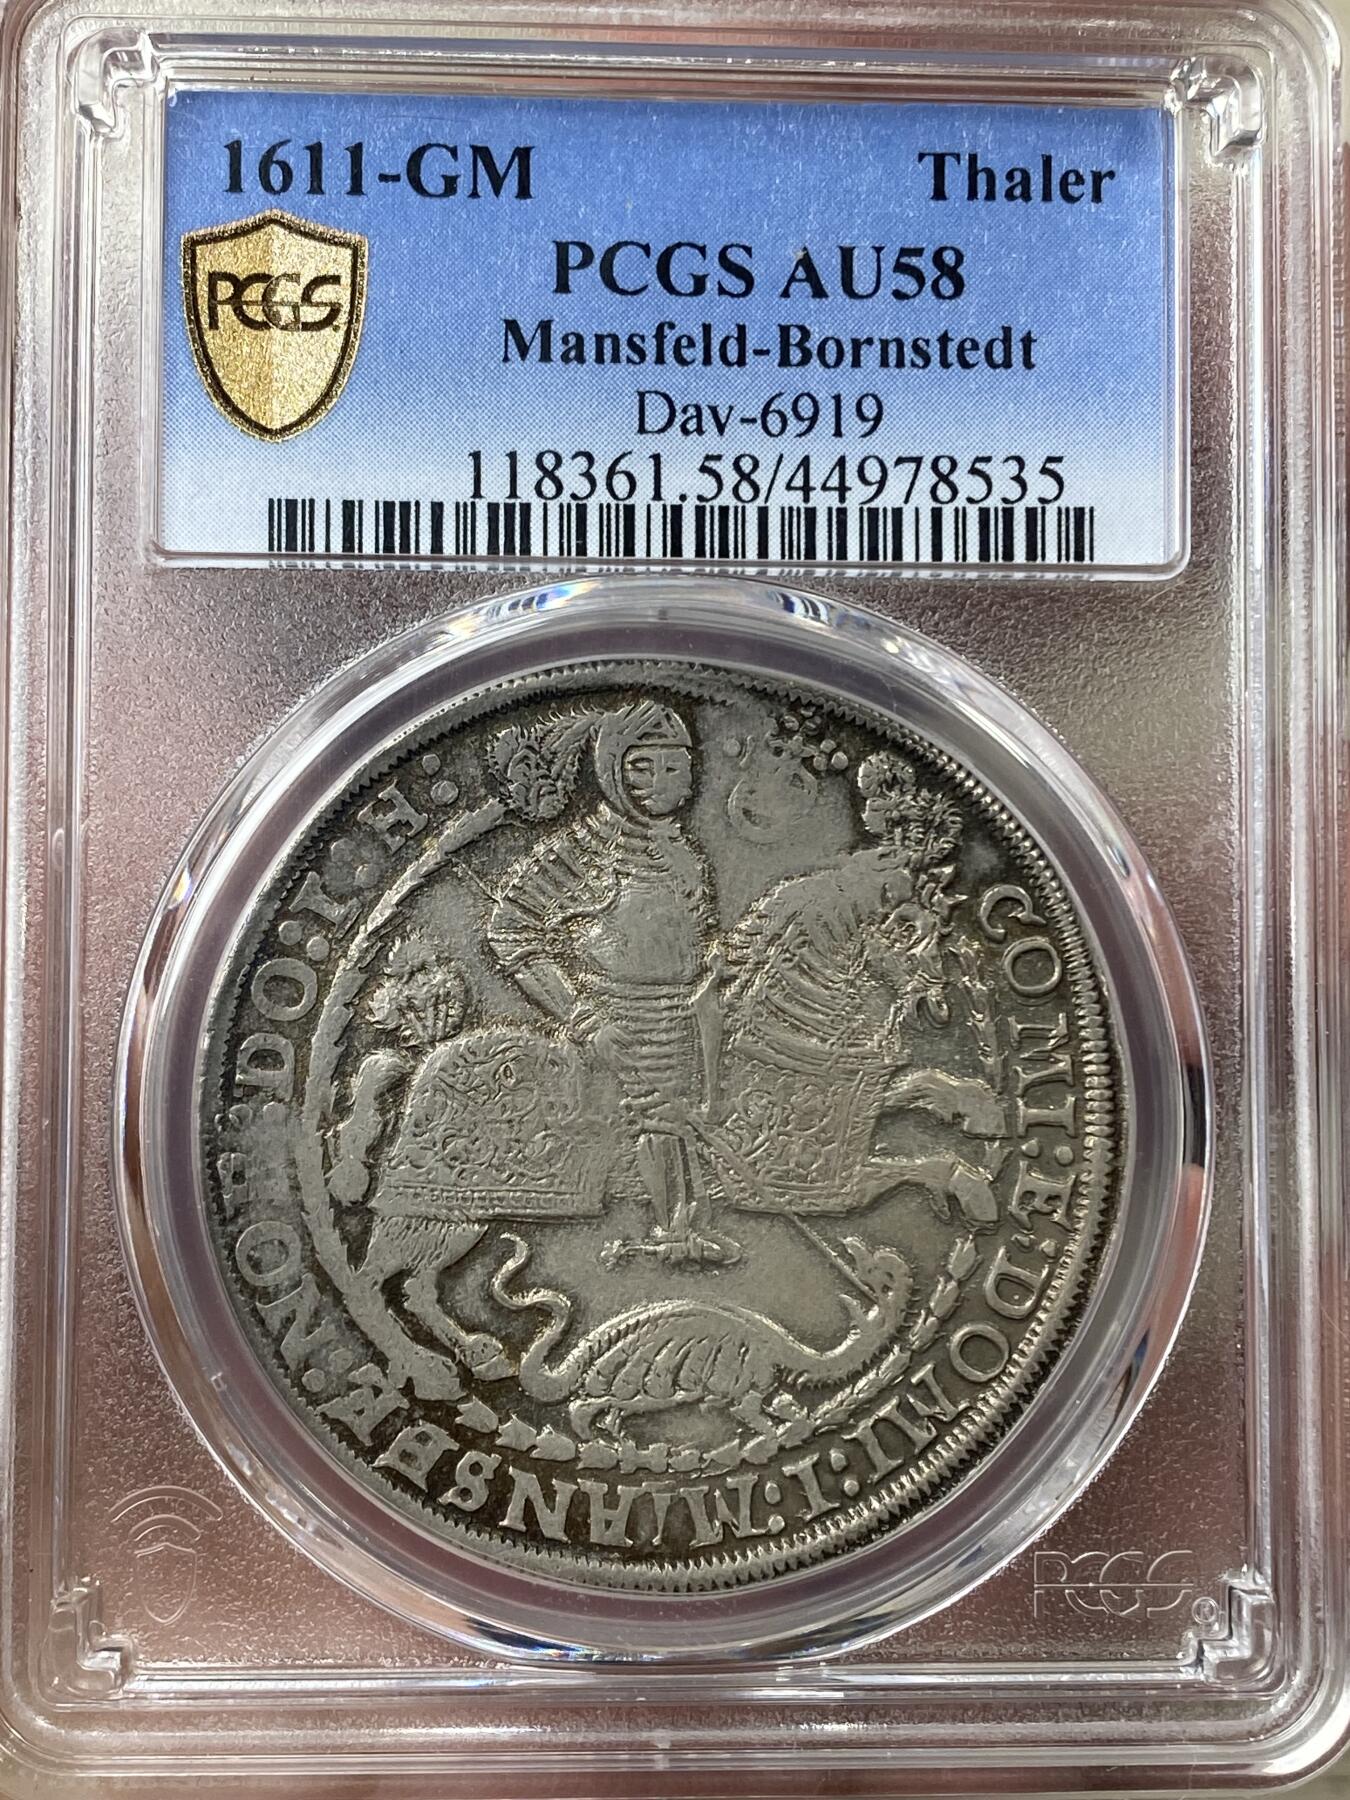 1611-GM Thaler
PCGS AU58
Mansfeld-Bornstedt
Dav-6919
118361.58/44978535
PCGS
COMI:E:DOMI:I:MANSFE·NOB·DO:I·H:
PCGS